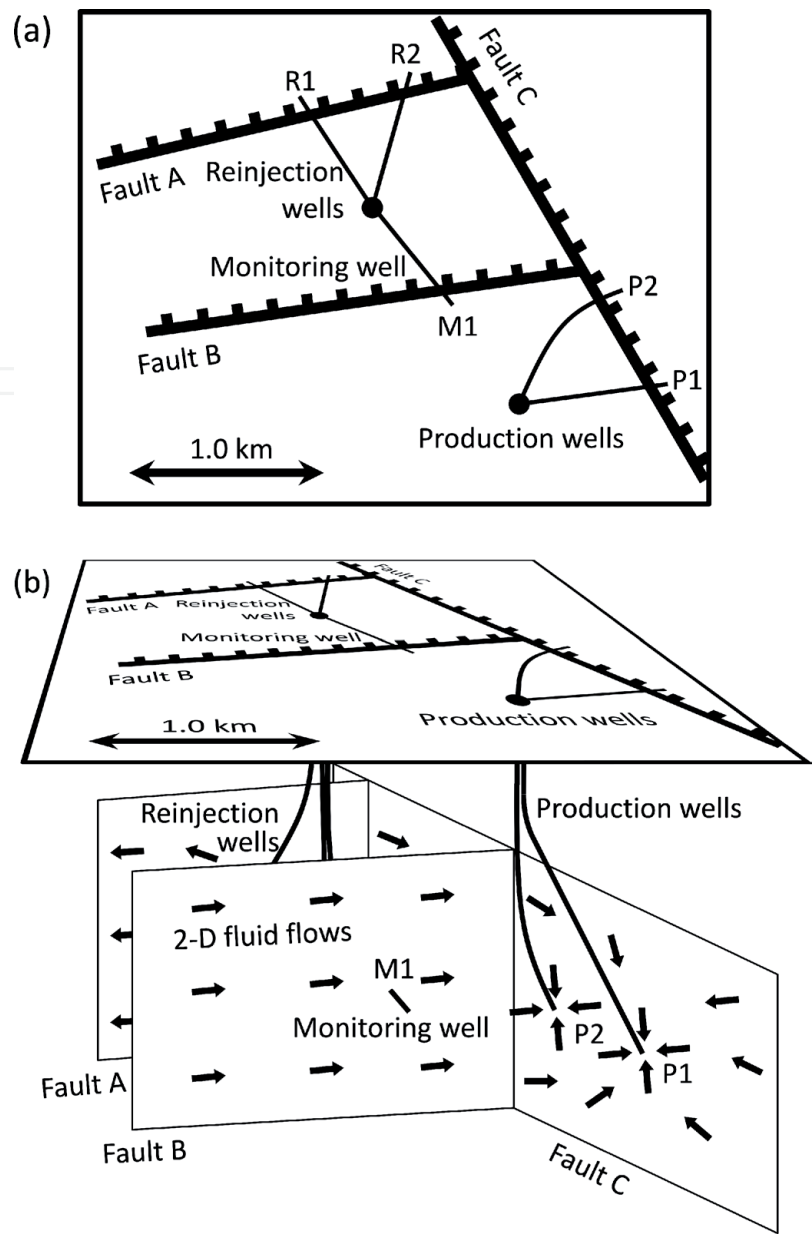 (a)
R1
R2
Fault C
Fault A
Reinjection
wells
Monitoring well
P2
M1
Fault B
P1
Production wells
1.0 km
(b)
Fault C
Fault A
Reinjection
wells
Monitoring well
Fault B
Production wells
1.0 km
Reinjection
wells
Production wells
2-D fluid flows
M1
Monitoring well
P2
P1
Fault A
Fault B
Fault C